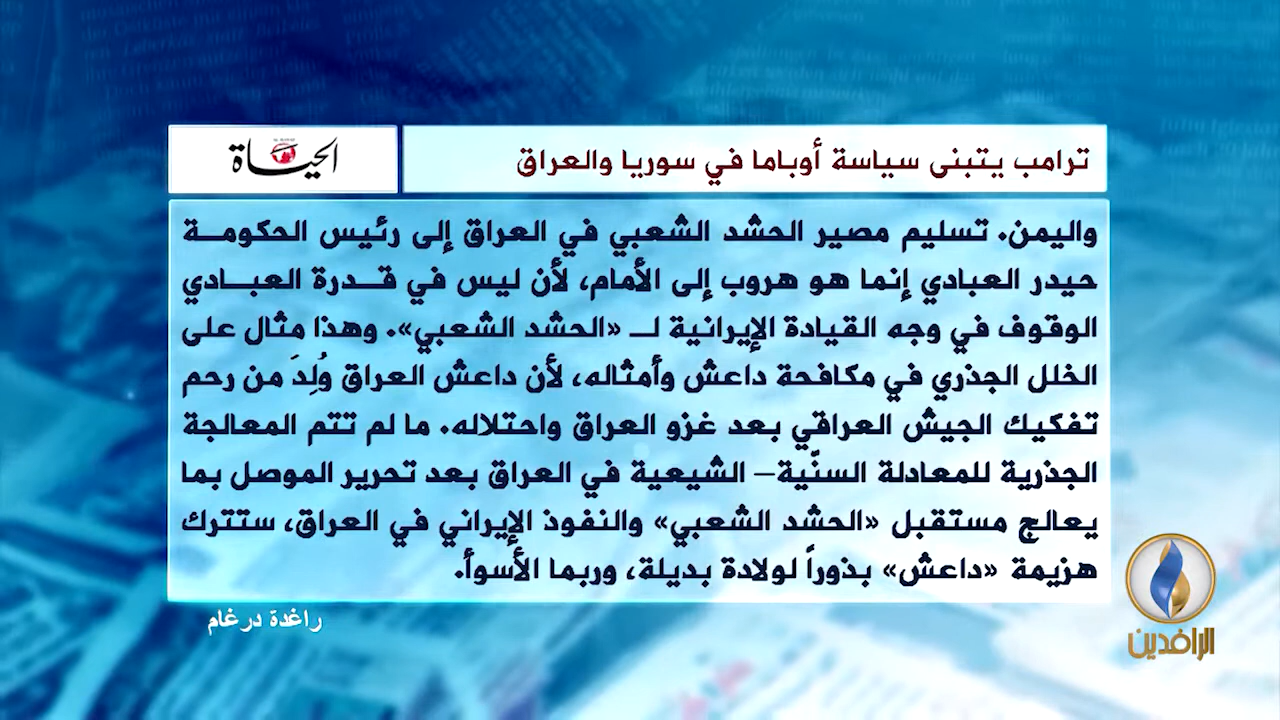 ترامب يتبنى سياسة أوباما في سوريا والعراق
الحياة
واليمن. تسليم مصير الحشد الشعبي في العراق إلى رئيس الحكومــة
حيدر العبادي إنما هو هروب إلى الأمام، لأن ليس في قــدرة العبــادي
الوقوف في وجه القيادة الإيرانية لــ «الحشد الشعبي». وهذا مثال على
الخلل الجذري في مكافحة داعش وأمثاله، لأن داعش العراق وُلِدَ من رحم
تفكيك الجيش العراقي بعد غزو العراق واحتلاله. ما لم تتم المعالجة
الجذرية للمعادلة السنّية– الشيعية في العراق بعد تحرير الموصل بما
يعالج مستقبل «الحشد الشعبي» والنفوذ الإيراني في العراق، ستترك
هزيمة «داعش» بذوراً لولادة بديلة، وربما الأسوأ.
راغدة درغام
الرافدين